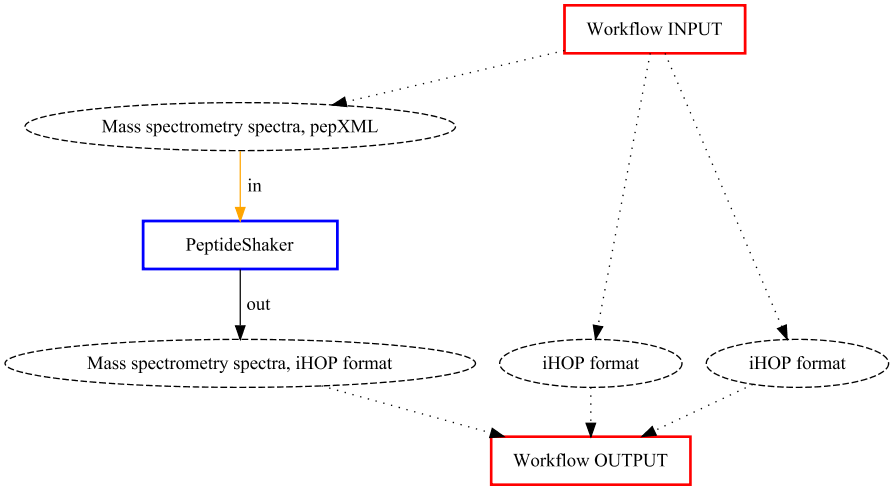 Workflow INPUT
Mass spectrometry spectra, pepXML
in
PeptideShaker
out
Mass spectrometry spectra, iHOP format
iHOP format
iHOP format
Workflow OUTPUT